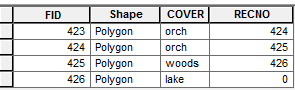 FID Shape COVER RECNO
423 Polygon orch 424
424 Polygon orch 425
425 Polygon woods 426
426 Polygon lake 0